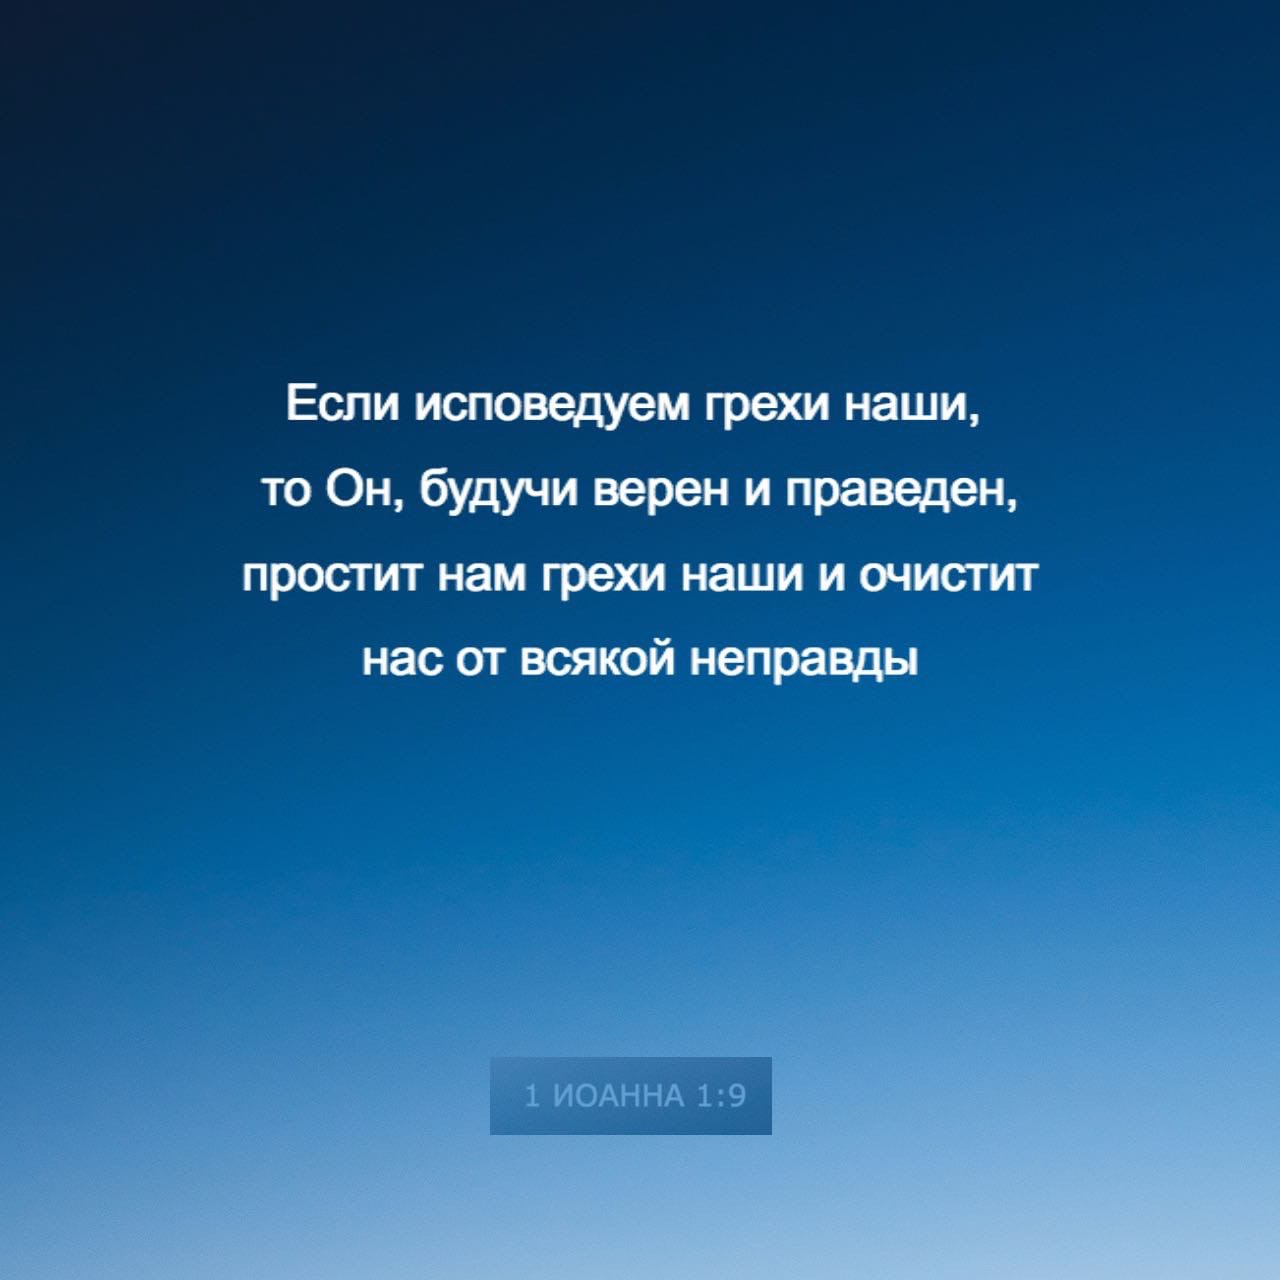 Если исповедуем грехи наши,
то Он, будучи верен и праведен,
простит нам грехи наши и очистит
нас от всякой неправды
1 ИОАННА 1:9